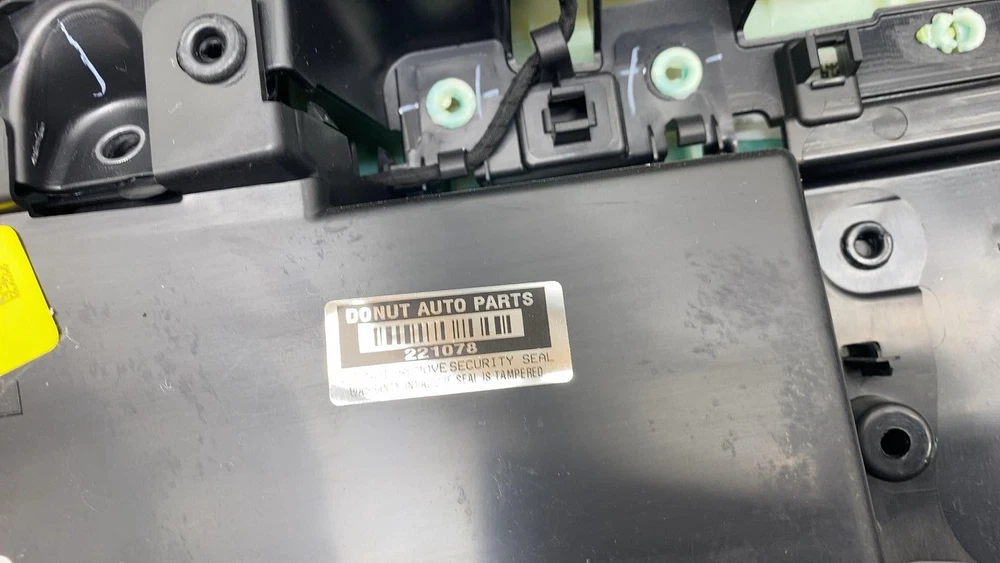 DONUT AUTO PARTS
221078
SECURITY SEAL
SEAL IS TAMPERED